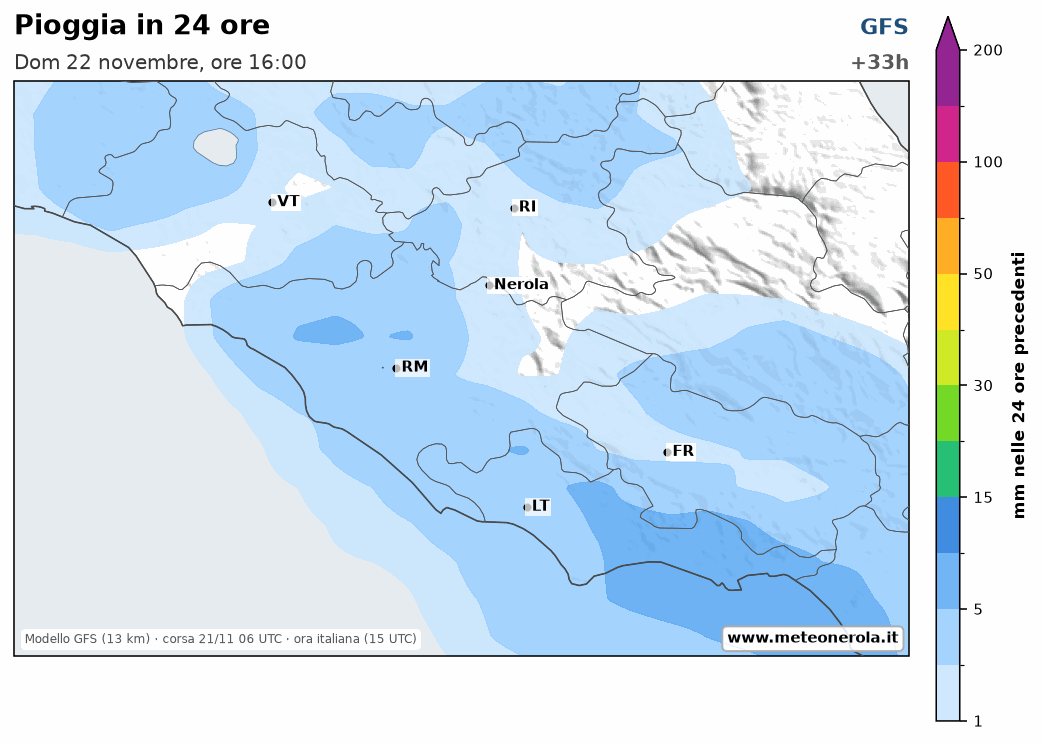 Pioggia in 24 ore
GFS
Dom 22 novembre, ore 16:00
+33h
200
100
50
30
15
5
1
mm nelle 24 ore precedenti
VT
RI
Nerola
RM
FR
LT
Modello GFS (13 km) · corsa 21/11 06 UTC · ora italiana (15 UTC)
www.meteonerola.it